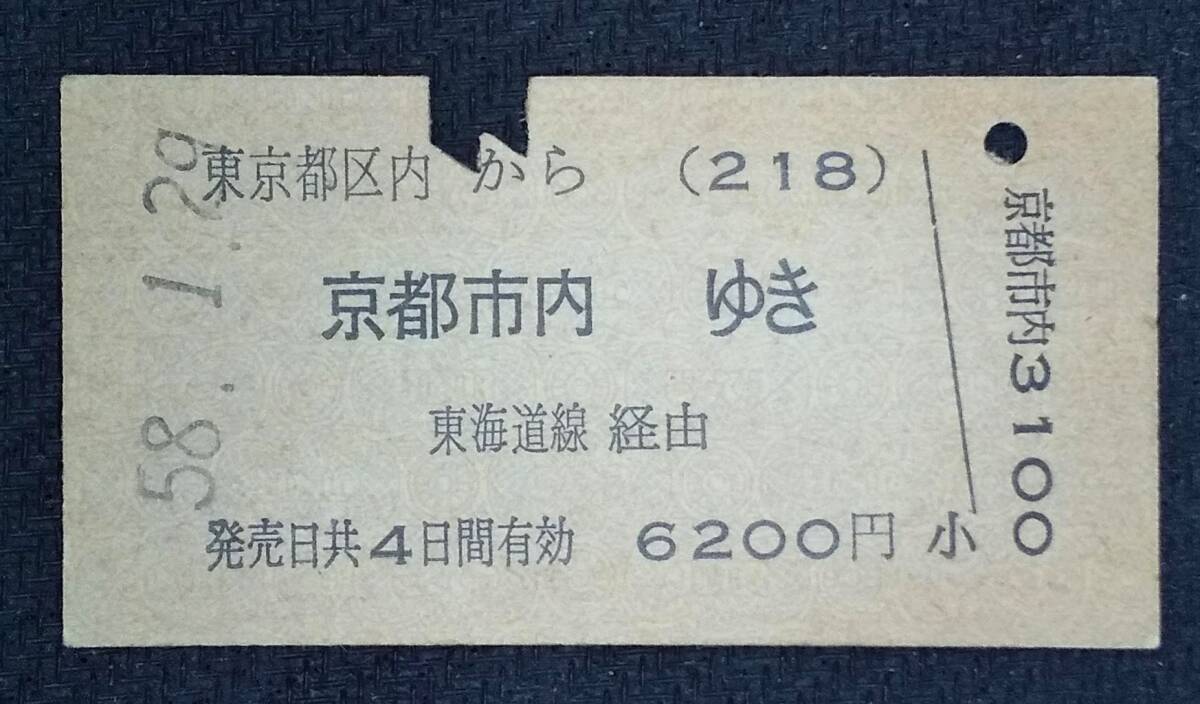 58.1.29
東京都区内 から (218)
京都市内 ゆき
東海道線 経由
発売日共4日間有効 6200円
小
京都市内3100